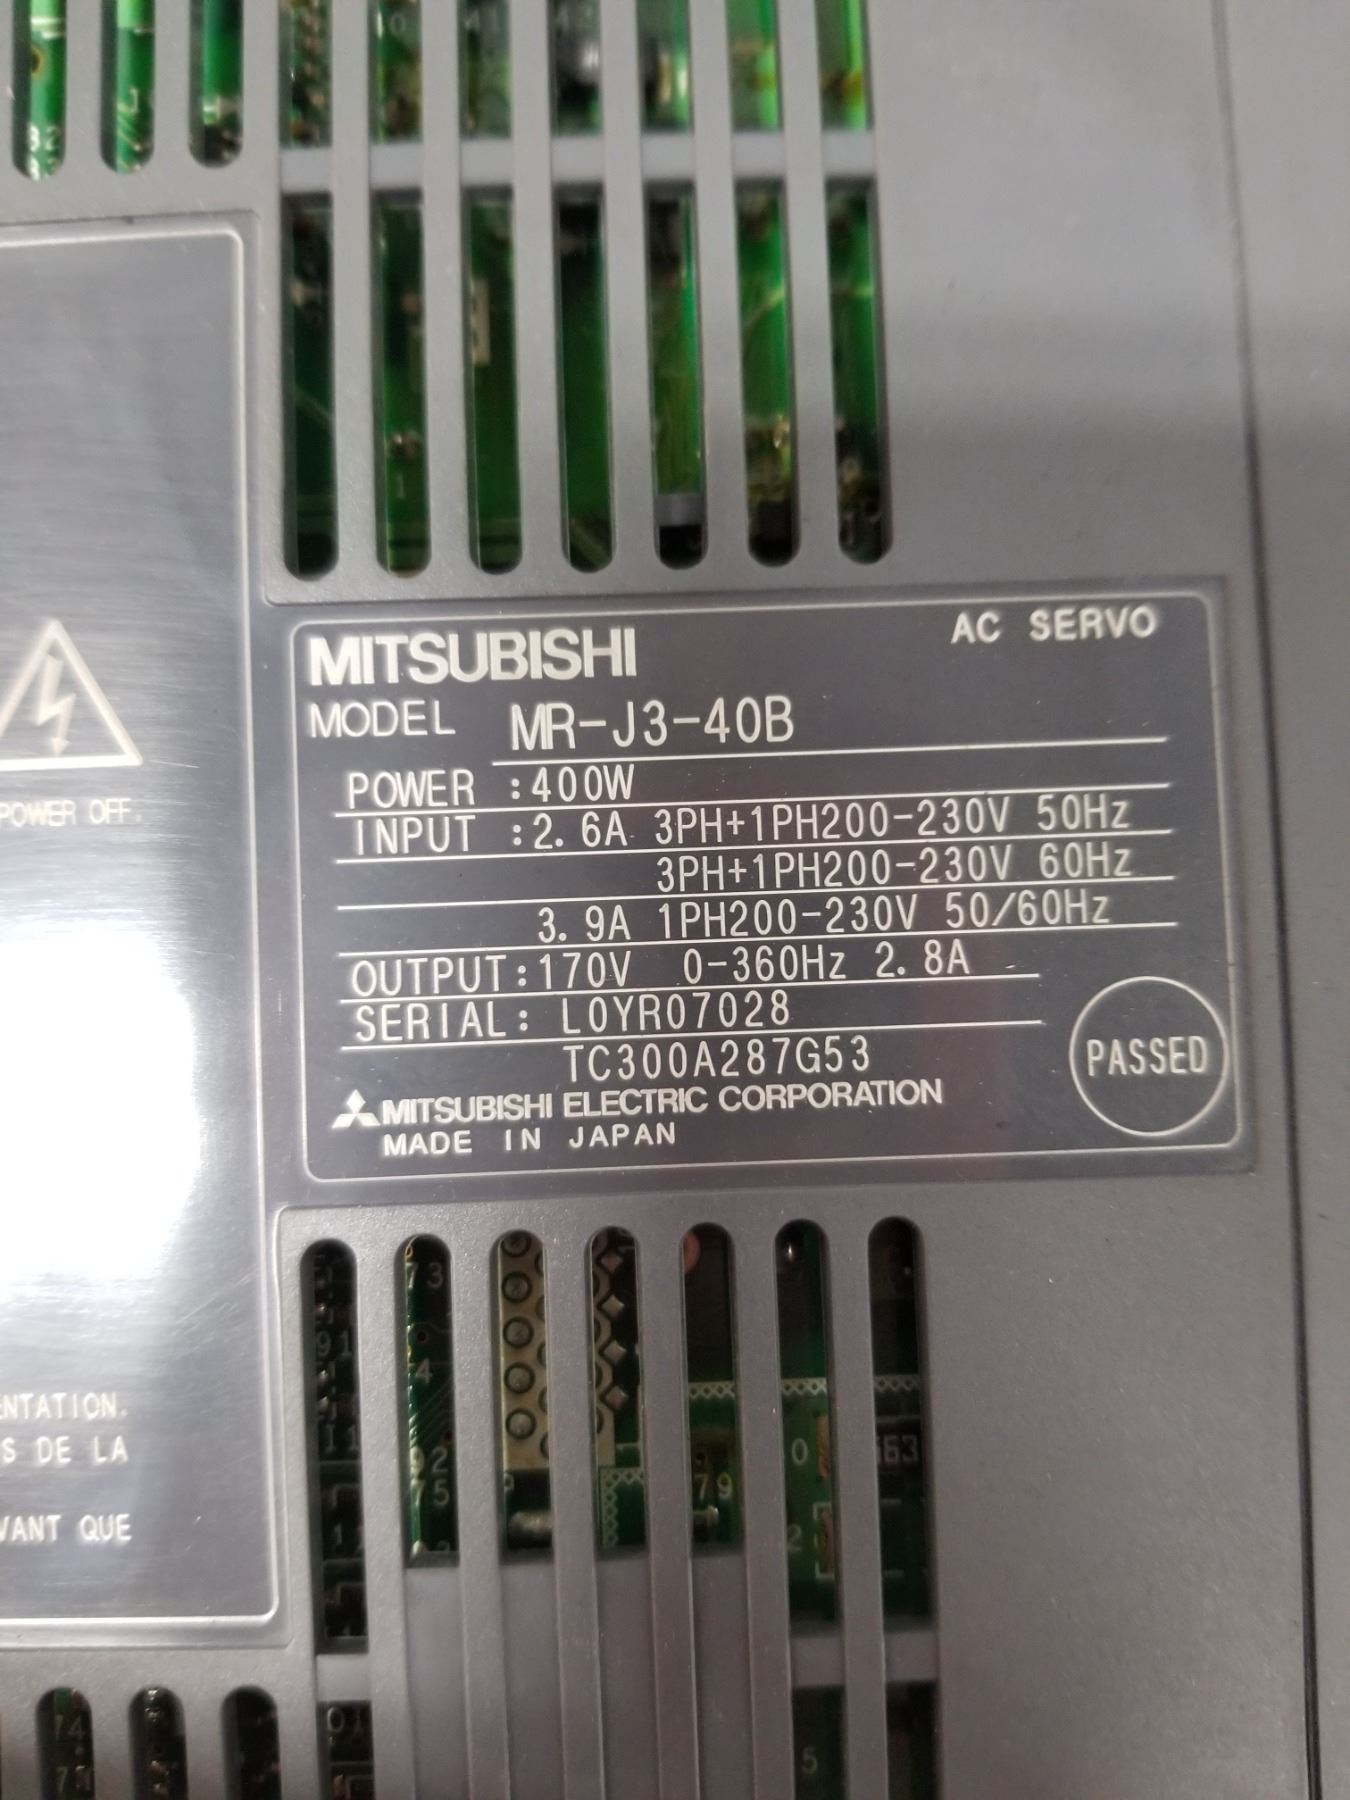 MITSUBISHI
AC SERVO
MODEL MR-J3-40B
POWER :400W
INPUT :2.6A 3PH+1PH200-230V 50Hz
3PH+1PH200-230V 60Hz
3.9A 1PH200-230V 50/60Hz
OUTPUT:170V 0-360Hz 2.8A
SERIAL: L0YR07028
TC300A287G53
PASSED
MITSUBISHI ELECTRIC CORPORATION
MADE IN JAPAN
POWER OFF.
DE LA
QUE